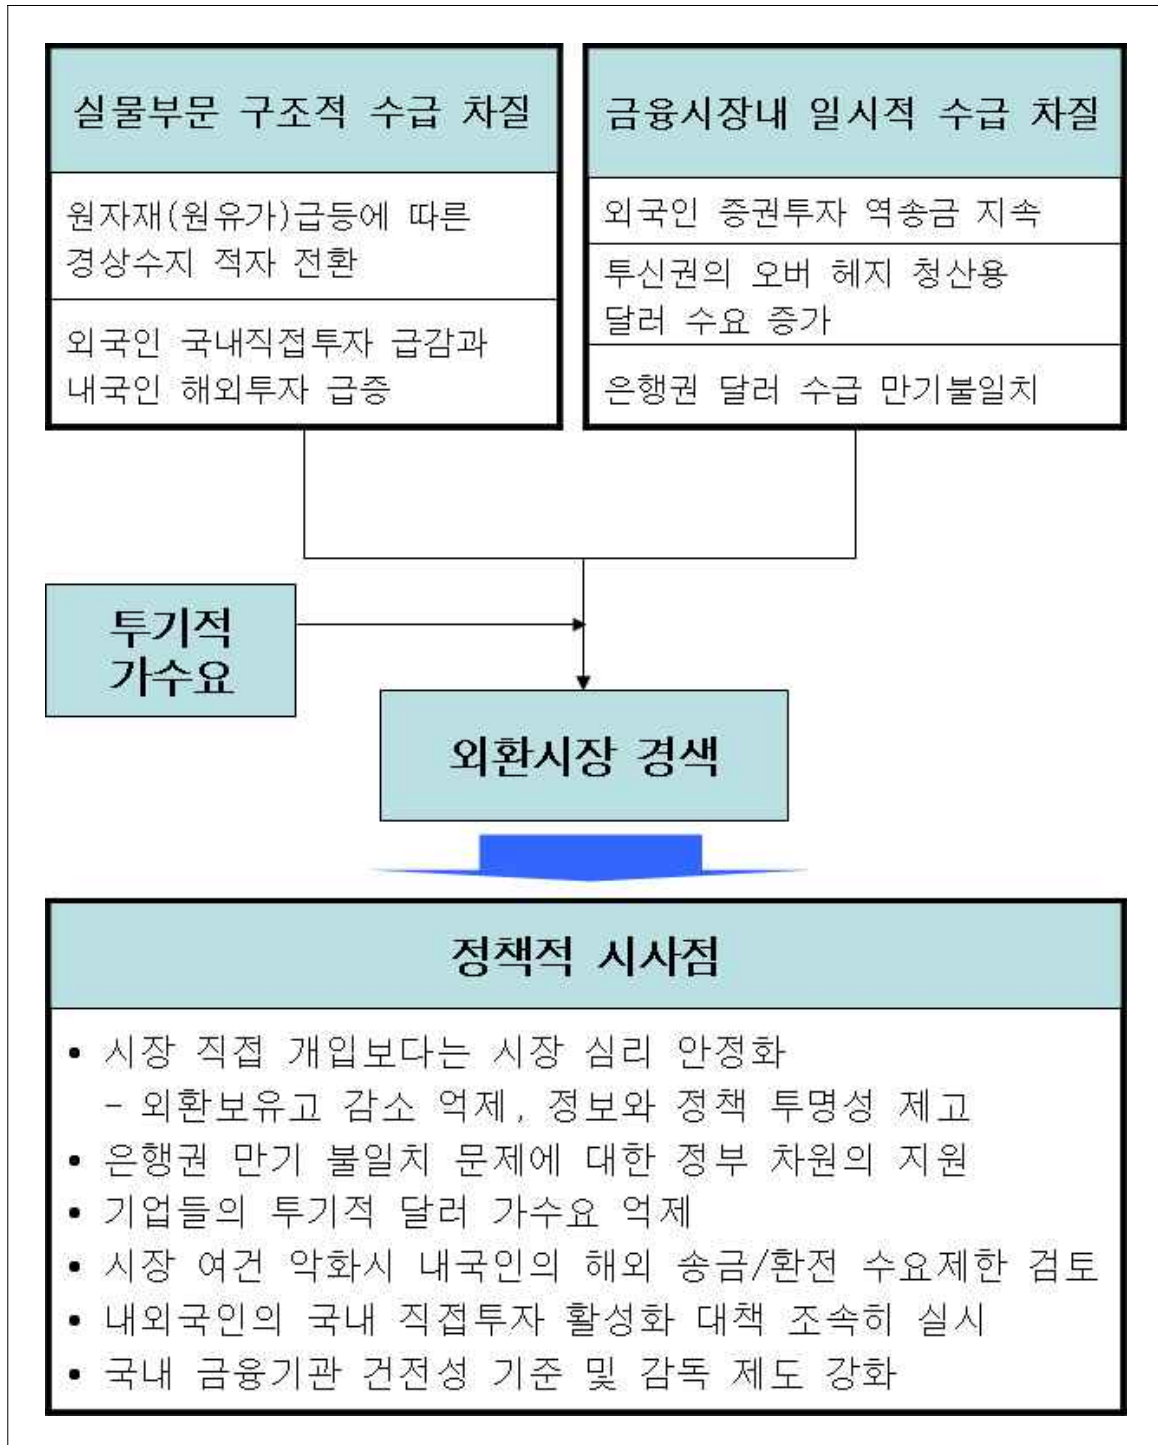 실물부문 구조적 수급 차질
원자재(원유가)급등에 따른
경상수지 적자 전환
외국인 국내직접투자 급감과
내국인 해외투자 급증
금융시장내 일시적 수급 차질
외국인 증권투자 역송금 지속
투신권의 오버 헤지 청산용
달러 수요 증가
은행권 달러 수급 만기불일치
투기적
가수요
외환시장 경색
정책적 시사점
• 시장 직접 개입보다는 시장 심리 안정화
- 외환보유고 감소 억제, 정보와 정책 투명성 제고
• 은행권 만기 불일치 문제에 대한 정부 차원의 지원
• 기업들의 투기적 달러 가수요 억제
• 시장 여건 악화시 내국인의 해외 송금/환전 수요제한 검토
• 내외국인의 국내 직접투자 활성화 대책 조속히 실시
• 국내 금융기관 건전성 기준 및 감독 제도 강화